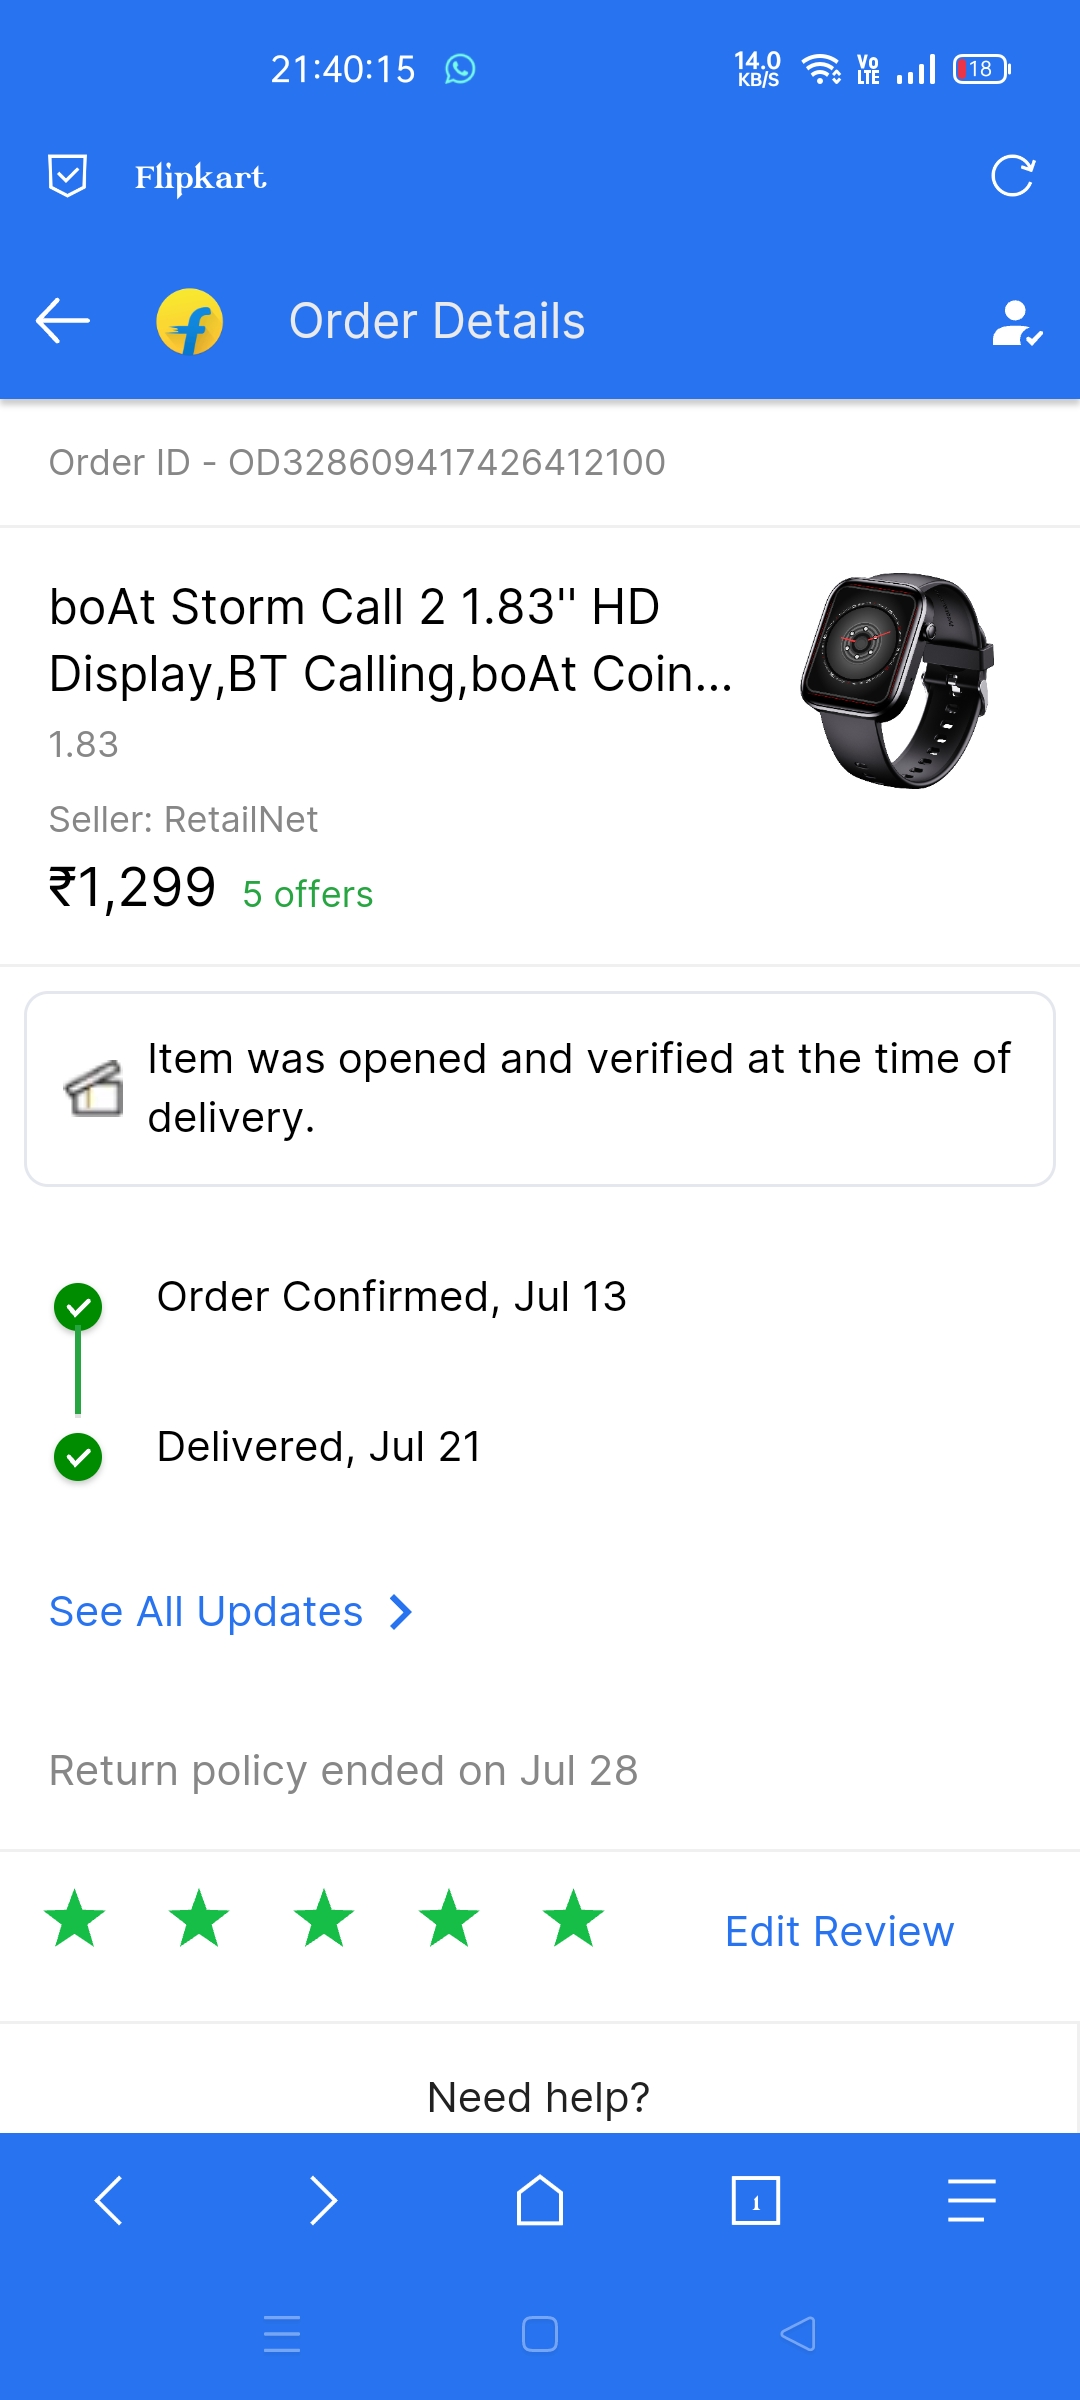 21:40:15
14.0 KB/S
Vo LTE
18
Flipkart
Order Details
Order ID - OD328609417426412100
boAt Storm Call 2 1.83" HD
Display,BT Calling,boAt Coin...
1.83
Seller: RetailNet
₹1,299 5 offers
Item was opened and verified at the time of
delivery.
Order Confirmed, Jul 13
Delivered, Jul 21
See All Updates
Return policy ended on Jul 28
Edit Review
Need help?
1